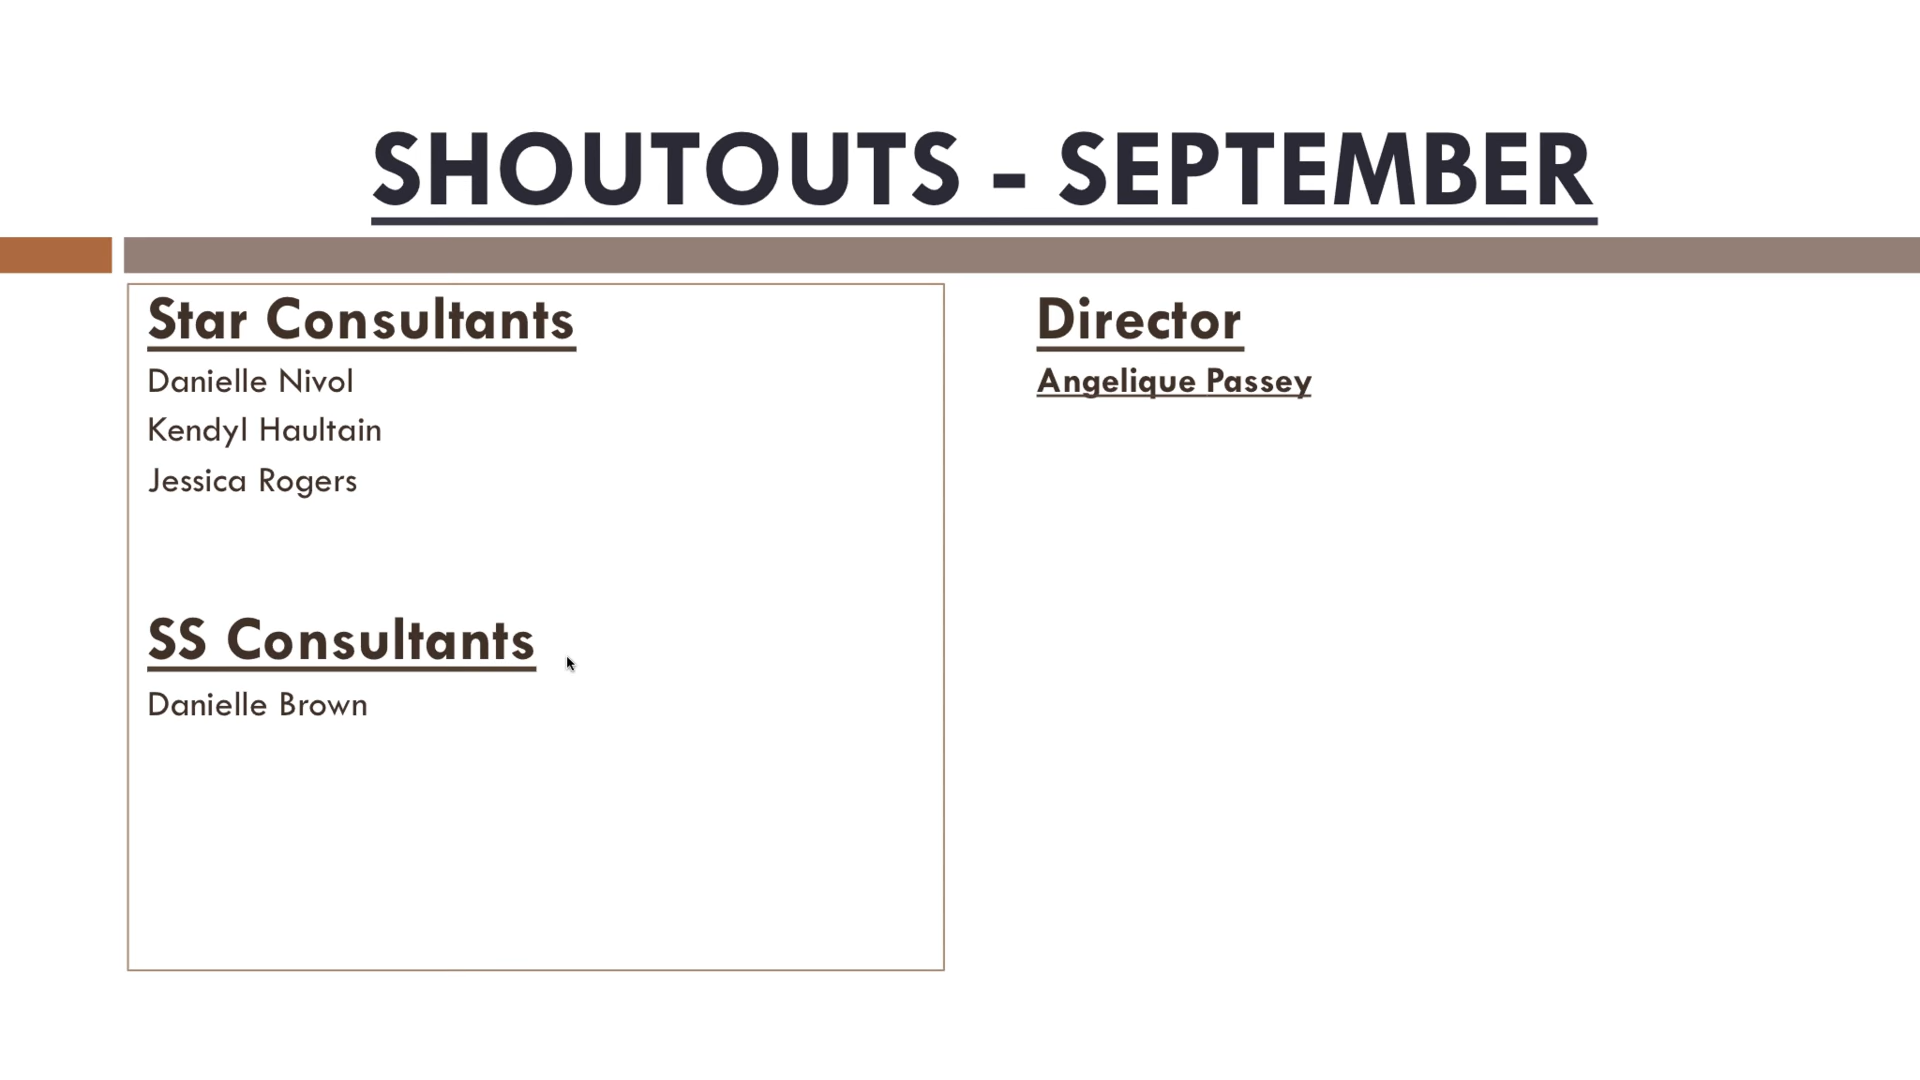 SHOUTOUTS - SEPTEMBER
Star Consultants
Danielle Nivol
Kendyl Haultain
Jessica Rogers
SS Consultants
Danielle Brown
Director
Angelique Passey